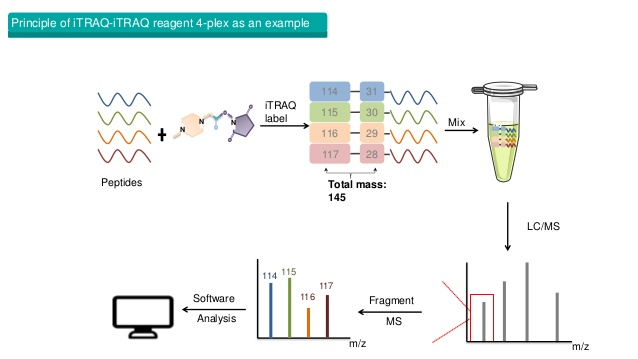 Principle of iTRAQ-iTRAQ reagent 4-plex as an example
Peptides
N
N
N
iTRAQ
label
114 31
115 30
116 29
117 28
Total mass:
145
Mix
LC/MS
m/z
Fragment
MS
114 115 116 117
m/z
Software
Analysis